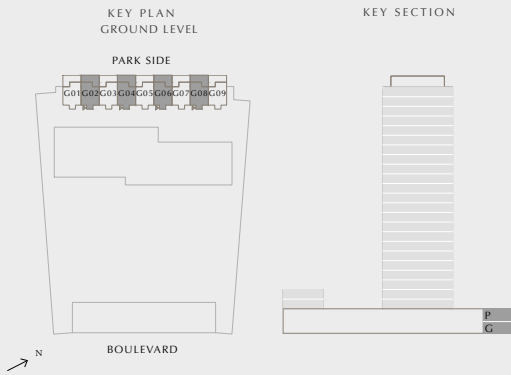 KEY PLAN
GROUND LEVEL
KEY SECTION
PARK SIDE
G01 G02 G03 G04 G05 G06 G07 G08 G09
P
G
BOULEVARD
N